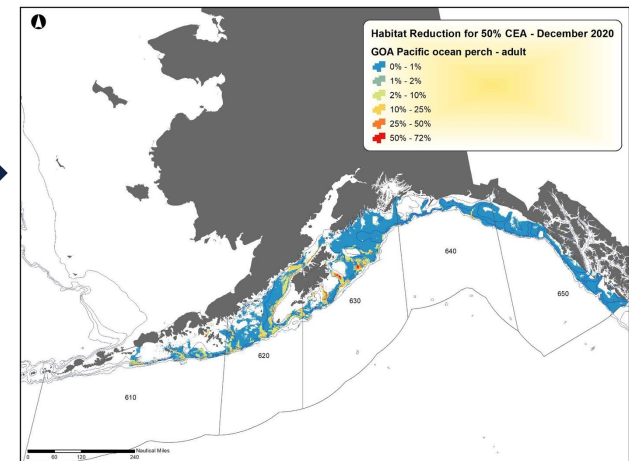 Habitat Reduction for 50% CEA - December 2020
GOA Pacific ocean perch - adult
0% - 1%
1% - 2%
2% - 10%
10% - 25%
25% - 50%
50% - 72%
640
650
630
620
610
Nautical Miles
0 60 120 240